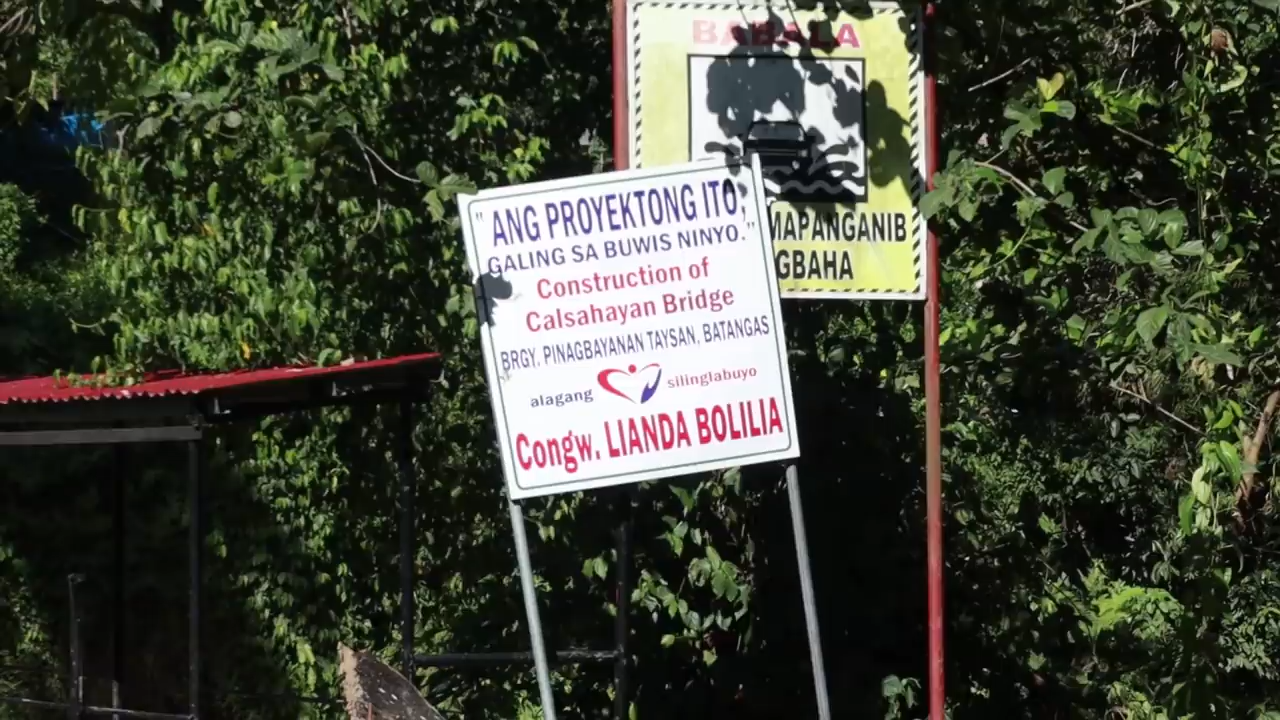 BABALA
MAPANGANIB
GBAHA
" ANG PROYEKTONG ITO,
GALING SA BUWIS NINYO."
Construction of
Calsahayan Bridge
BRGY. PINAGBAYANAN TAYSAN, BATANGAS
alagang silinglabuyo
Congw. LIANDA BOLILIA